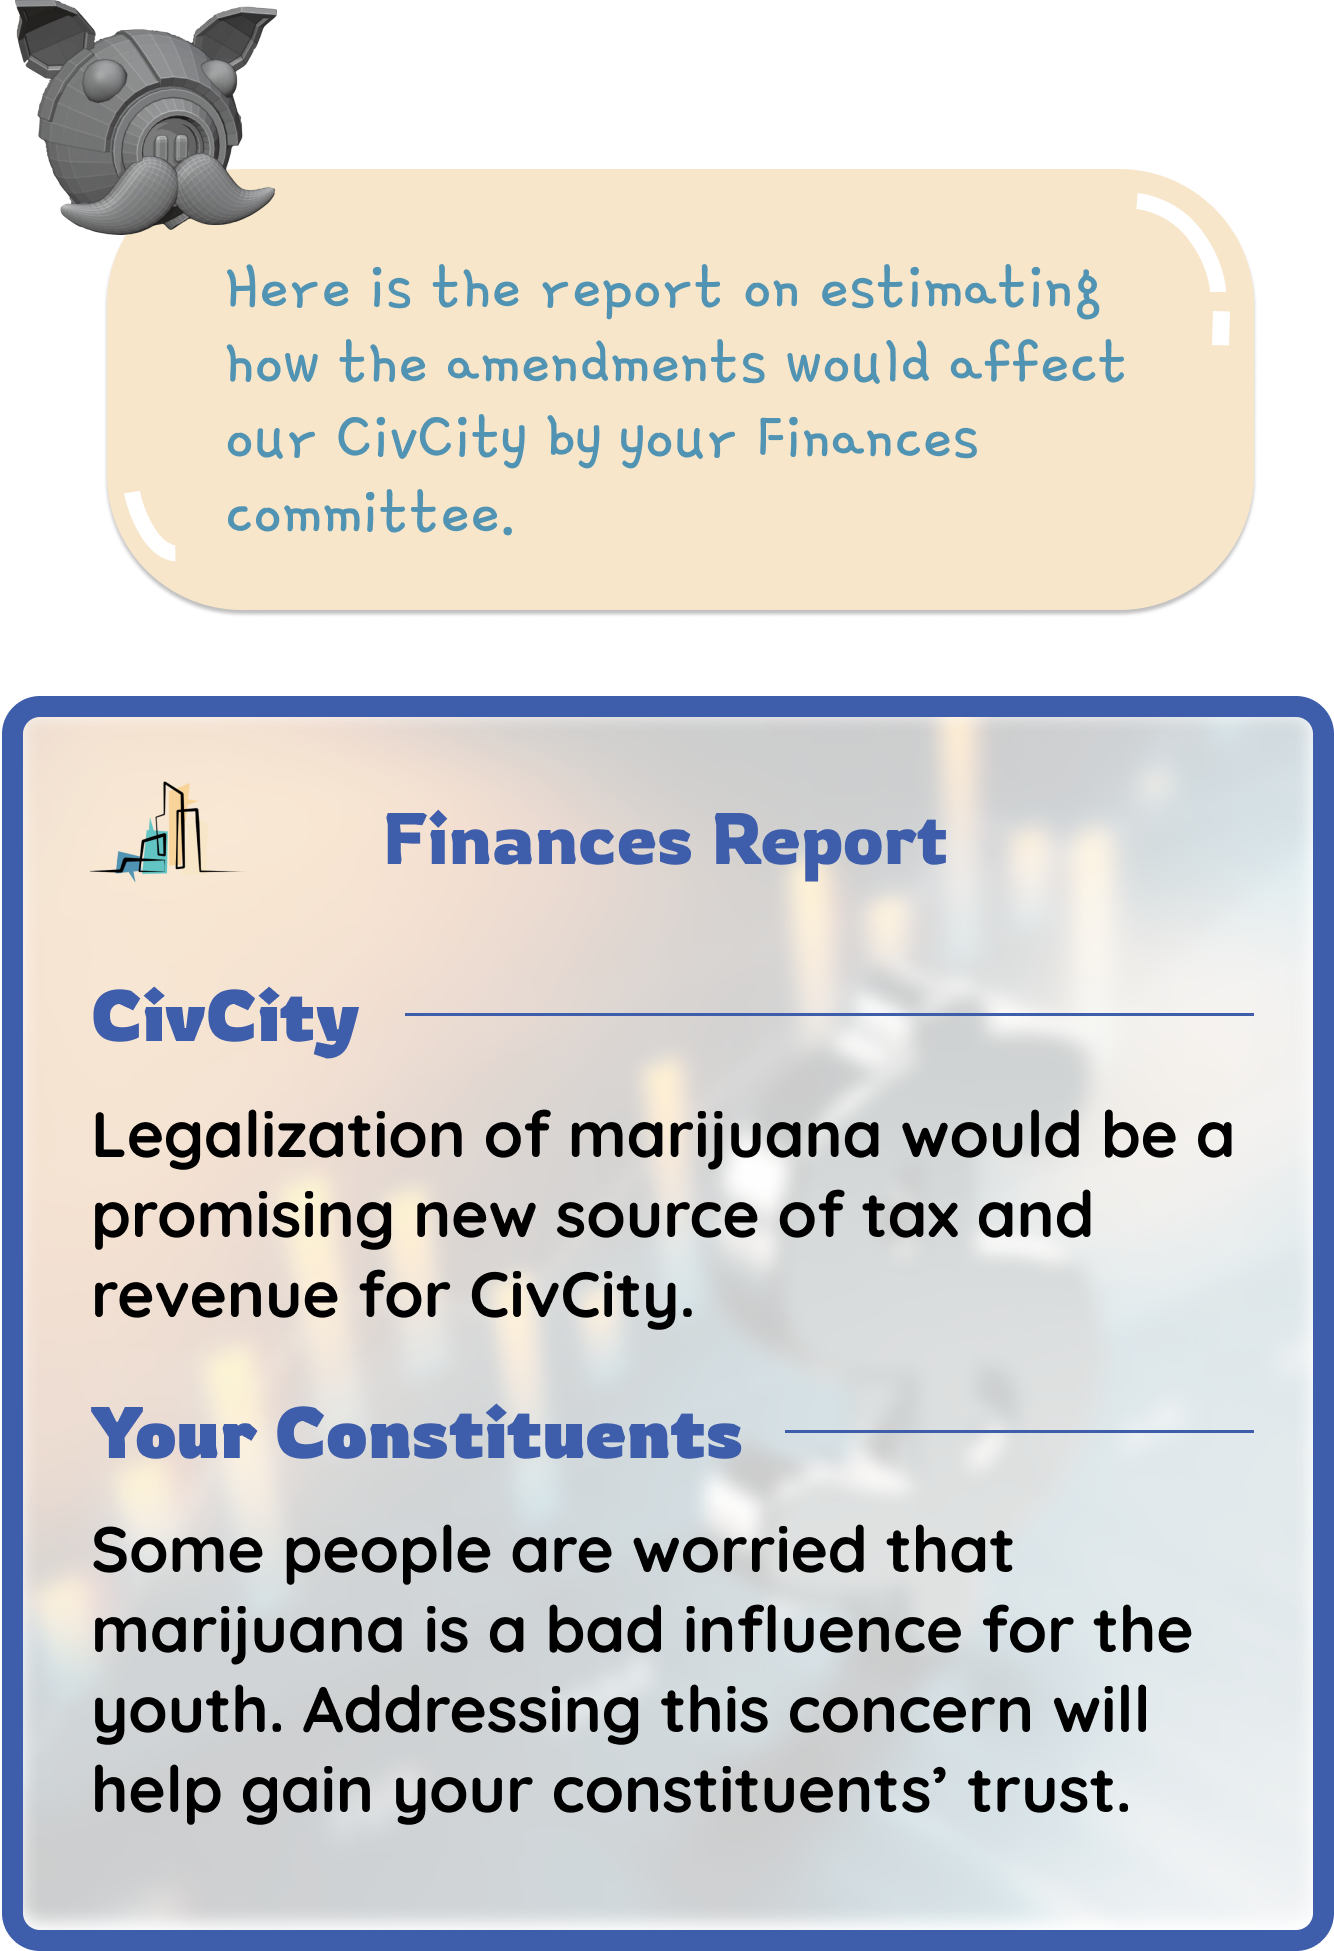 Here is the report on estimating
how the amendments would affect
our CivCity by your Finances
committee.
Finances Report
CivCity
Legalization of marijuana would be a
promising new source of tax and
revenue for CivCity.
Your Constituents
Some people are worried that
marijuana is a bad influence for the
youth. Addressing this concern will
help gain your constituents’ trust.